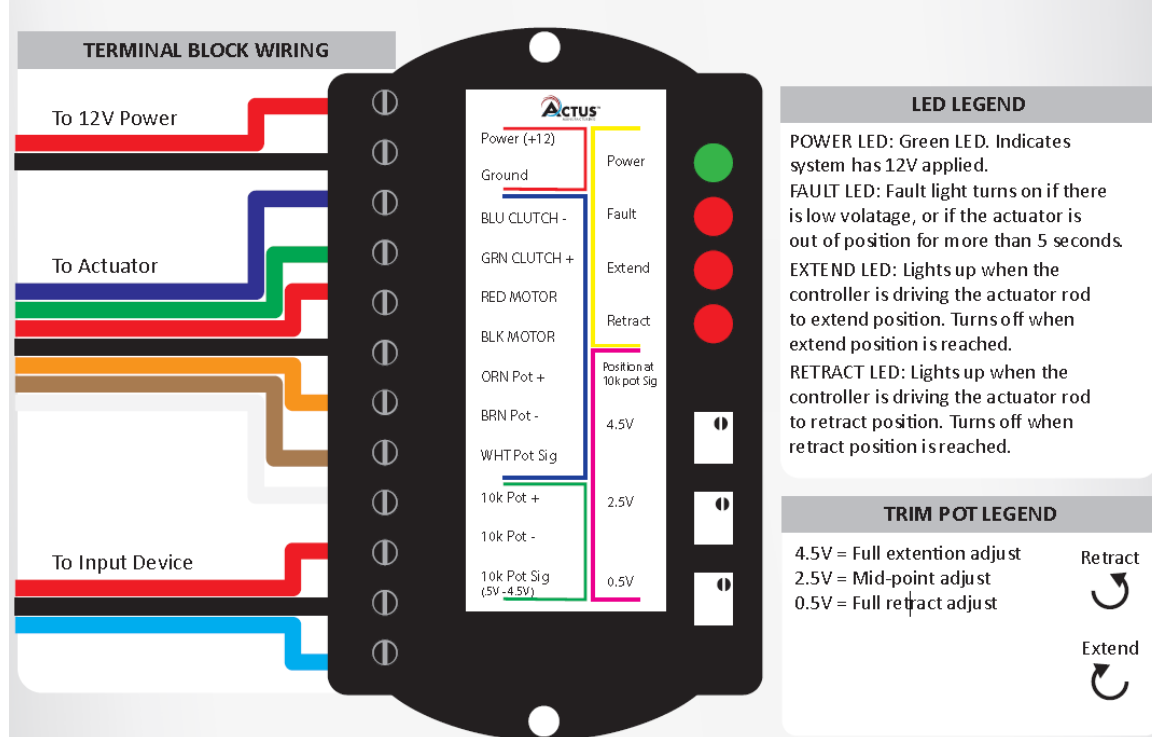 TERMINAL BLOCK WIRING
To 12V Power
To Actuator
To Input Device
ACTUS
Power (+12)
Ground
BLU CLUTCH -
GRN CLUTCH +
RED MOTOR
BLK MOTOR
ORN Pot +
BRN Pot -
WHT Pot Sig
10k Pot +
10k Pot -
10k Pot Sig
(.5V - 4.5V)
Power
Fault
Extend
Retract
Position at
10k pot Sig
4.5V
2.5V
0.5V
LED LEGEND
POWER LED: Green LED. Indicates
system has 12V applied.
FAULT LED: Fault light turns on if there
is low volatage, or if the actuator is
out of position for more than 5 seconds.
EXTEND LED: Lights up when the
controller is driving the actuator rod
to extend position. Turns off when
extend position is reached.
RETRACT LED: Lights up when the
controller is driving the actuator rod
to retract position. Turns off when
retract position is reached.
TRIM POT LEGEND
4.5V = Full extention adjust
2.5V = Mid-point adjust
0.5V = Full retract adjust
Retract
Extend